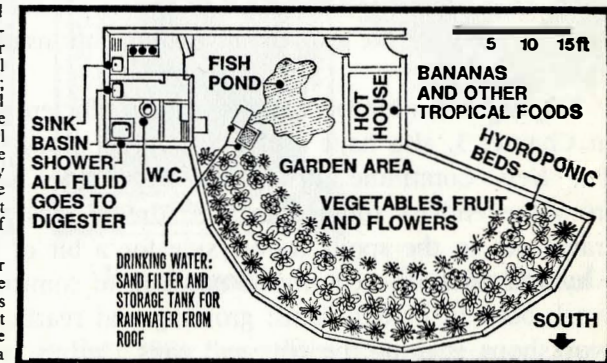 5 10 15ft
FISH
POND
HOT
HOUSE
BANANAS
AND OTHER
TROPICAL FOODS
SINK
BASIN
SHOWER
ALL FLUID
GOES TO
DIGESTER
W.C.
GARDEN AREA
HYDROPONIC
BEDS
VEGETABLES, FRUIT
AND FLOWERS
DRINKING WATER:
SAND FILTER AND
STORAGE TANK FOR
RAINWATER FROM
ROOF
SOUTH